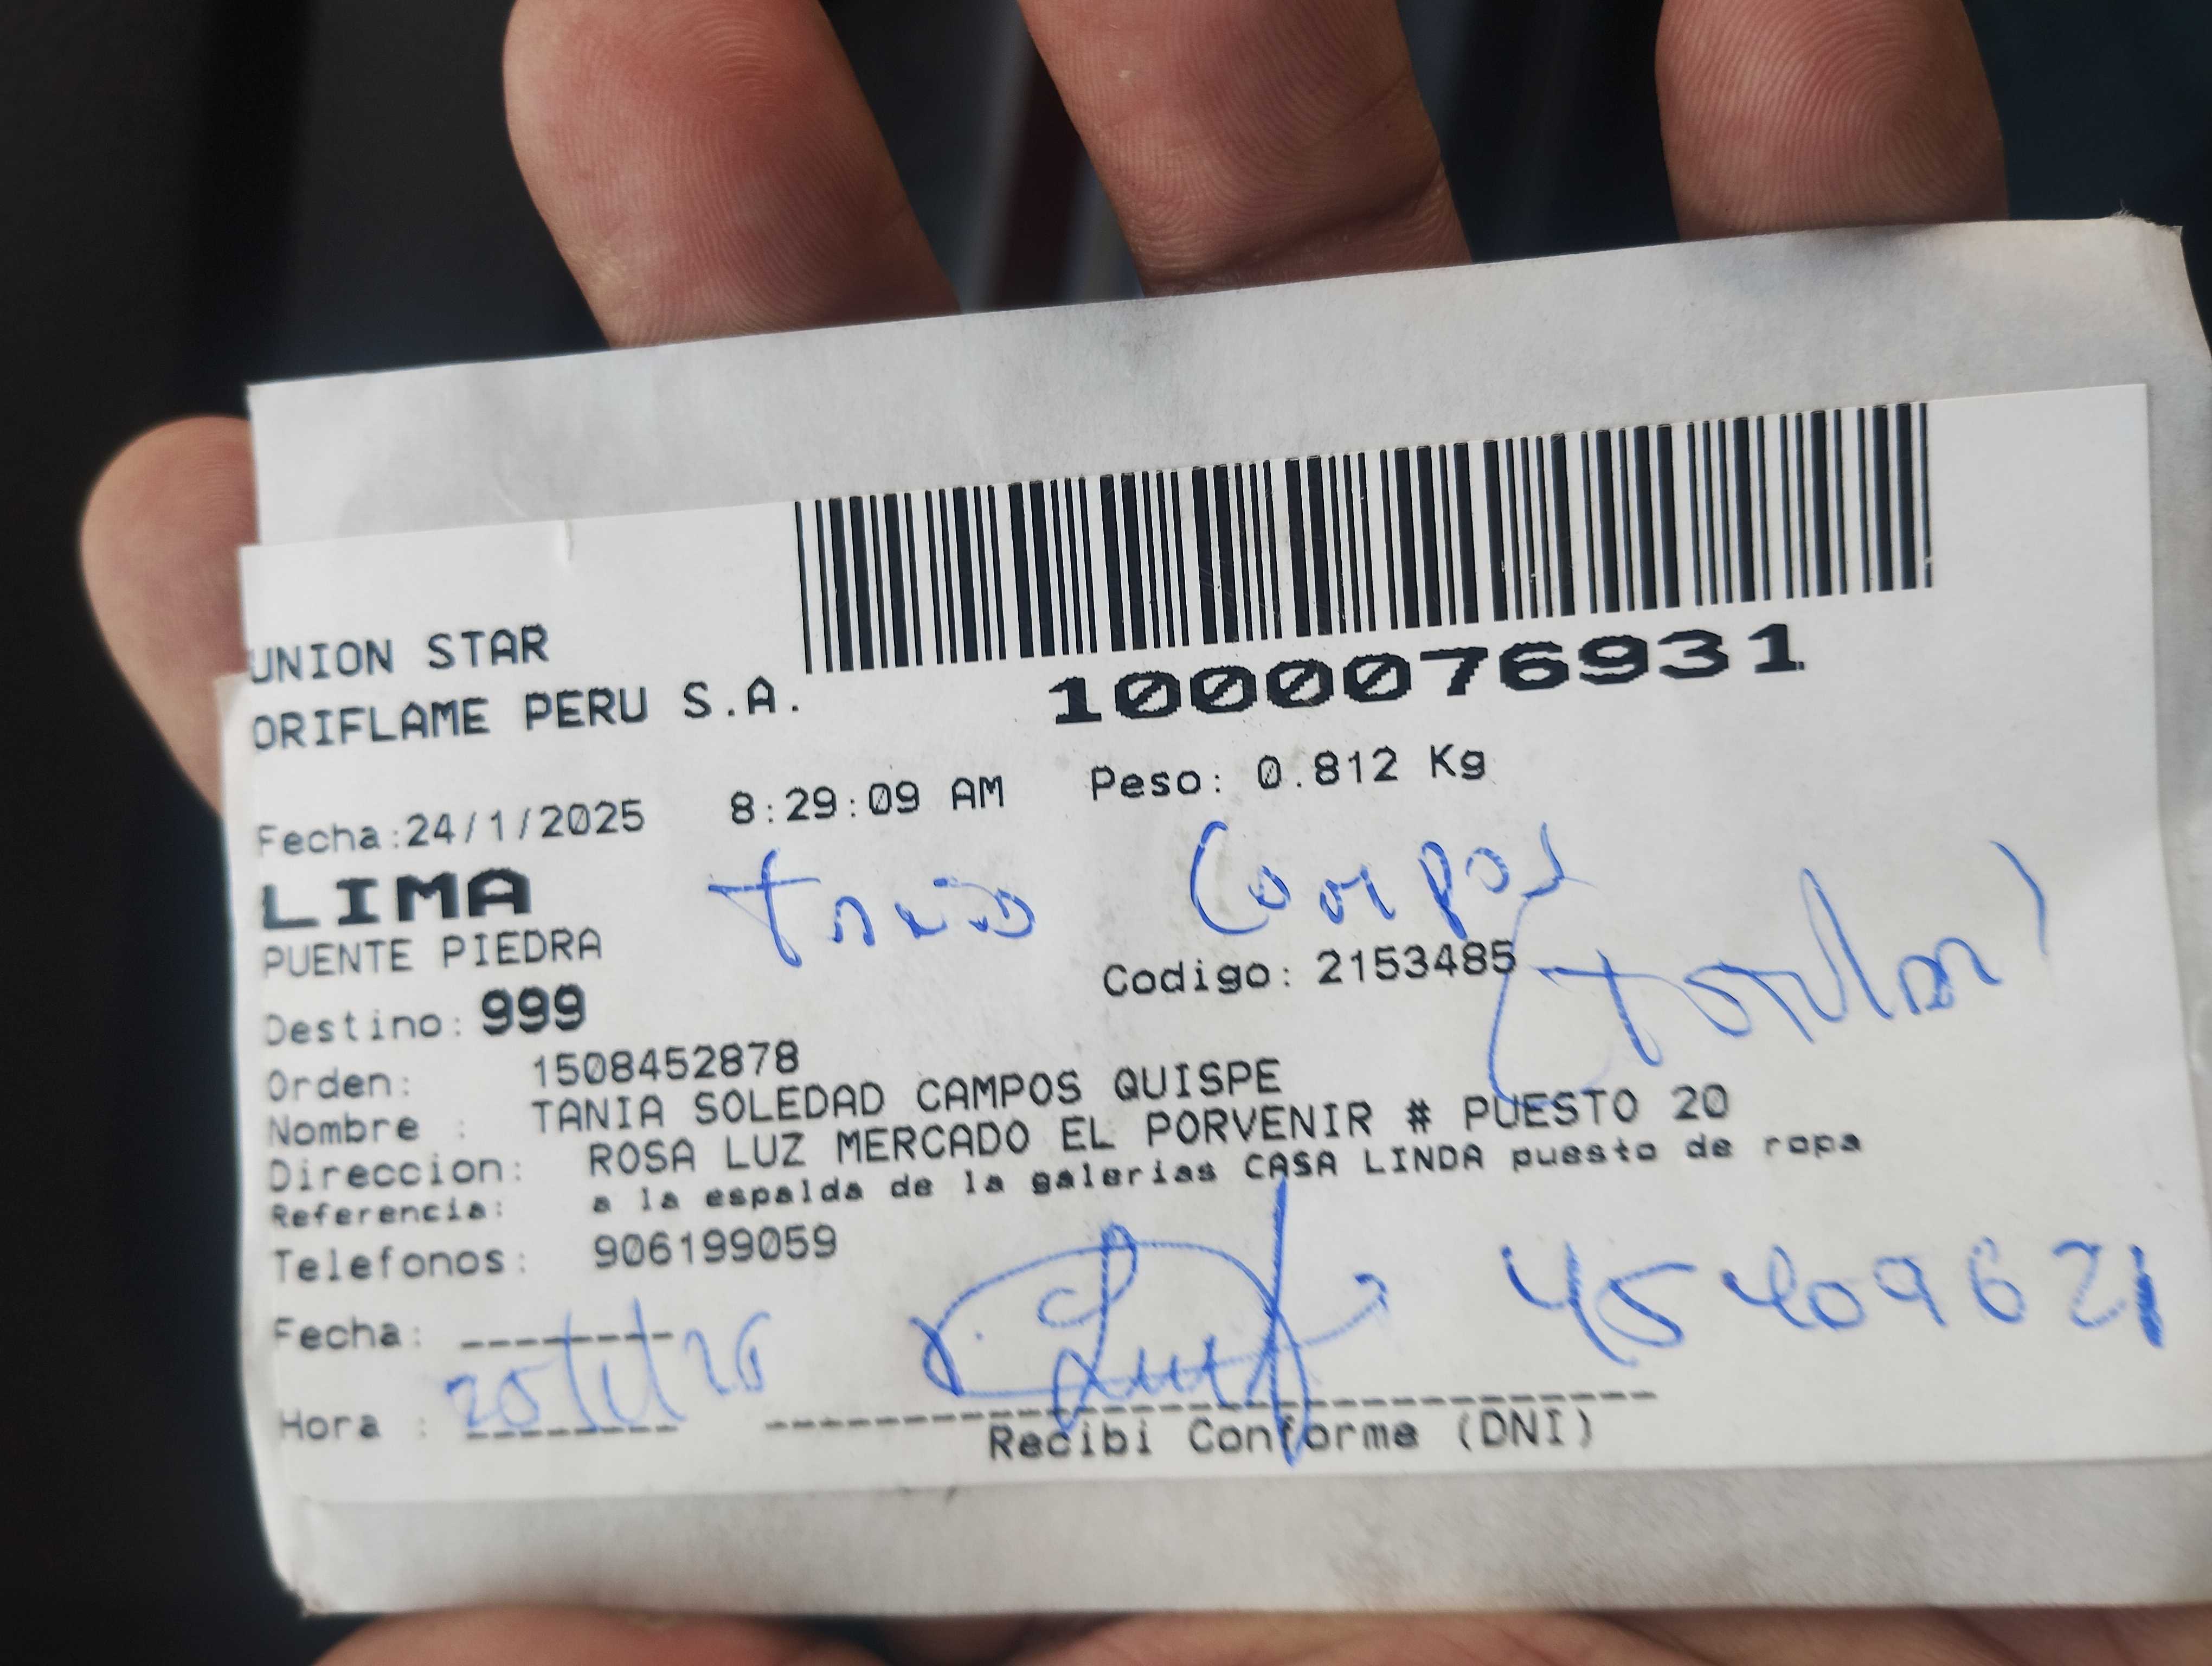 UNION STAR
ORIFLAME PERU S.A.
1000076931
Fecha:24/1/2025 8:29:09 AM Peso: 0.812 Kg
LIMA
Tania Campos
PUENTE PIEDRA
(titular)
Codigo: 2153485
Destino: 999
Orden: 1508452878
Nombre : TANIA SOLEDAD CAMPOS QUISPE
Direccion: ROSA LUZ MERCADO EL PORVENIR # PUESTO 20
Referencia: a la espalda de la galerias CASA LINDA puesto de ropa
Telefonos: 906199059
45409621
Fecha: --------
Hora : --------
Recibi Conforme (DNI)